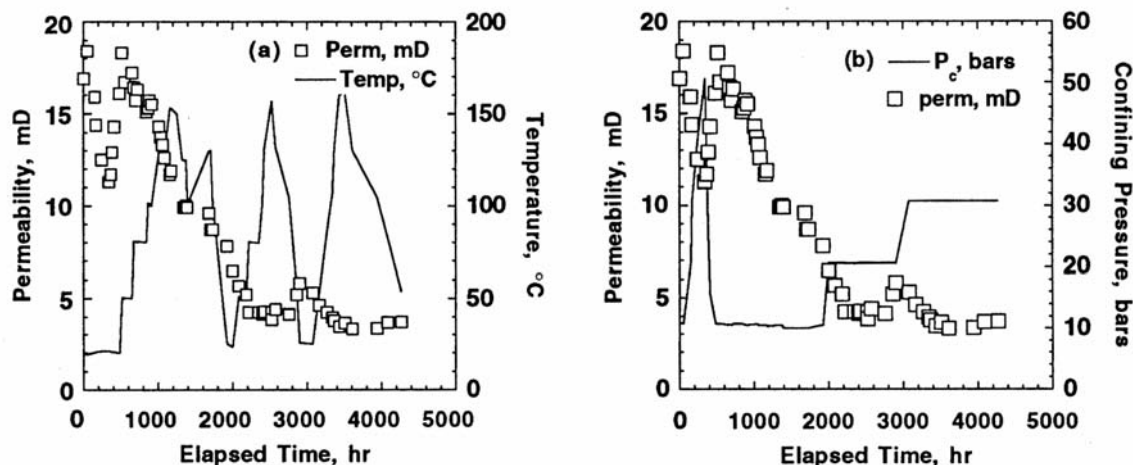 20
15
10
5
0
Permeability, mD
(a) Perm, mD
Temp, °C
200
150
100
50
0
Temperature, °C
0 1000 2000 3000 4000 5000
Elapsed Time, hr
20
15
10
5
0
Permeability, mD
(b) Pc, bars
perm, mD
60
50
40
30
20
10
0
Confining Pressure, bars
0 1000 2000 3000 4000 5000
Elapsed Time, hr